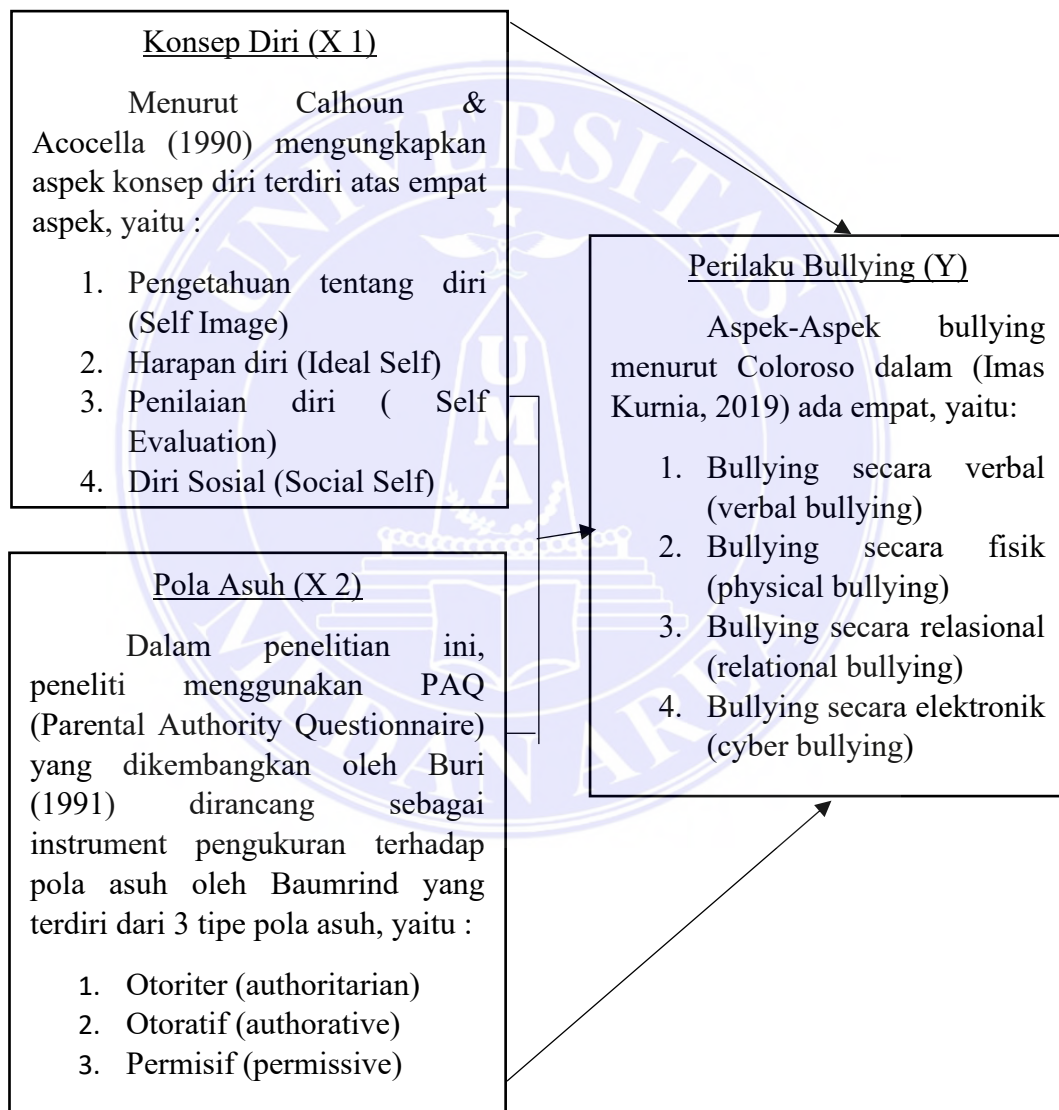 Konsep Diri (X 1)
Menurut Calhoun &
Acocella (1990) mengungkapkan
aspek konsep diri terdiri atas empat
aspek, yaitu :
1. Pengetahuan tentang diri
(Self Image)
2. Harapan diri (Ideal Self)
3. Penilaian diri ( Self
Evaluation)
4. Diri Sosial (Social Self)
Pola Asuh (X 2)
Dalam penelitian ini,
peneliti menggunakan PAQ
(Parental Authority Questionnaire)
yang dikembangkan oleh Buri
(1991) dirancang sebagai
instrument pengukuran terhadap
pola asuh oleh Baumrind yang
terdiri dari 3 tipe pola asuh, yaitu :
1. Otoriter (authoritarian)
2. Otoratif (authorative)
3. Permisif (permissive)
Perilaku Bullying (Y)
Aspek-Aspek bullying
menurut Coloroso dalam (Imas
Kurnia, 2019) ada empat, yaitu:
1. Bullying secara verbal
(verbal bullying)
2. Bullying secara fisik
(physical bullying)
3. Bullying secara relasional
(relational bullying)
4. Bullying secara elektronik
(cyber bullying)
UNIVERSITAS
MEDAN AREA
UMA